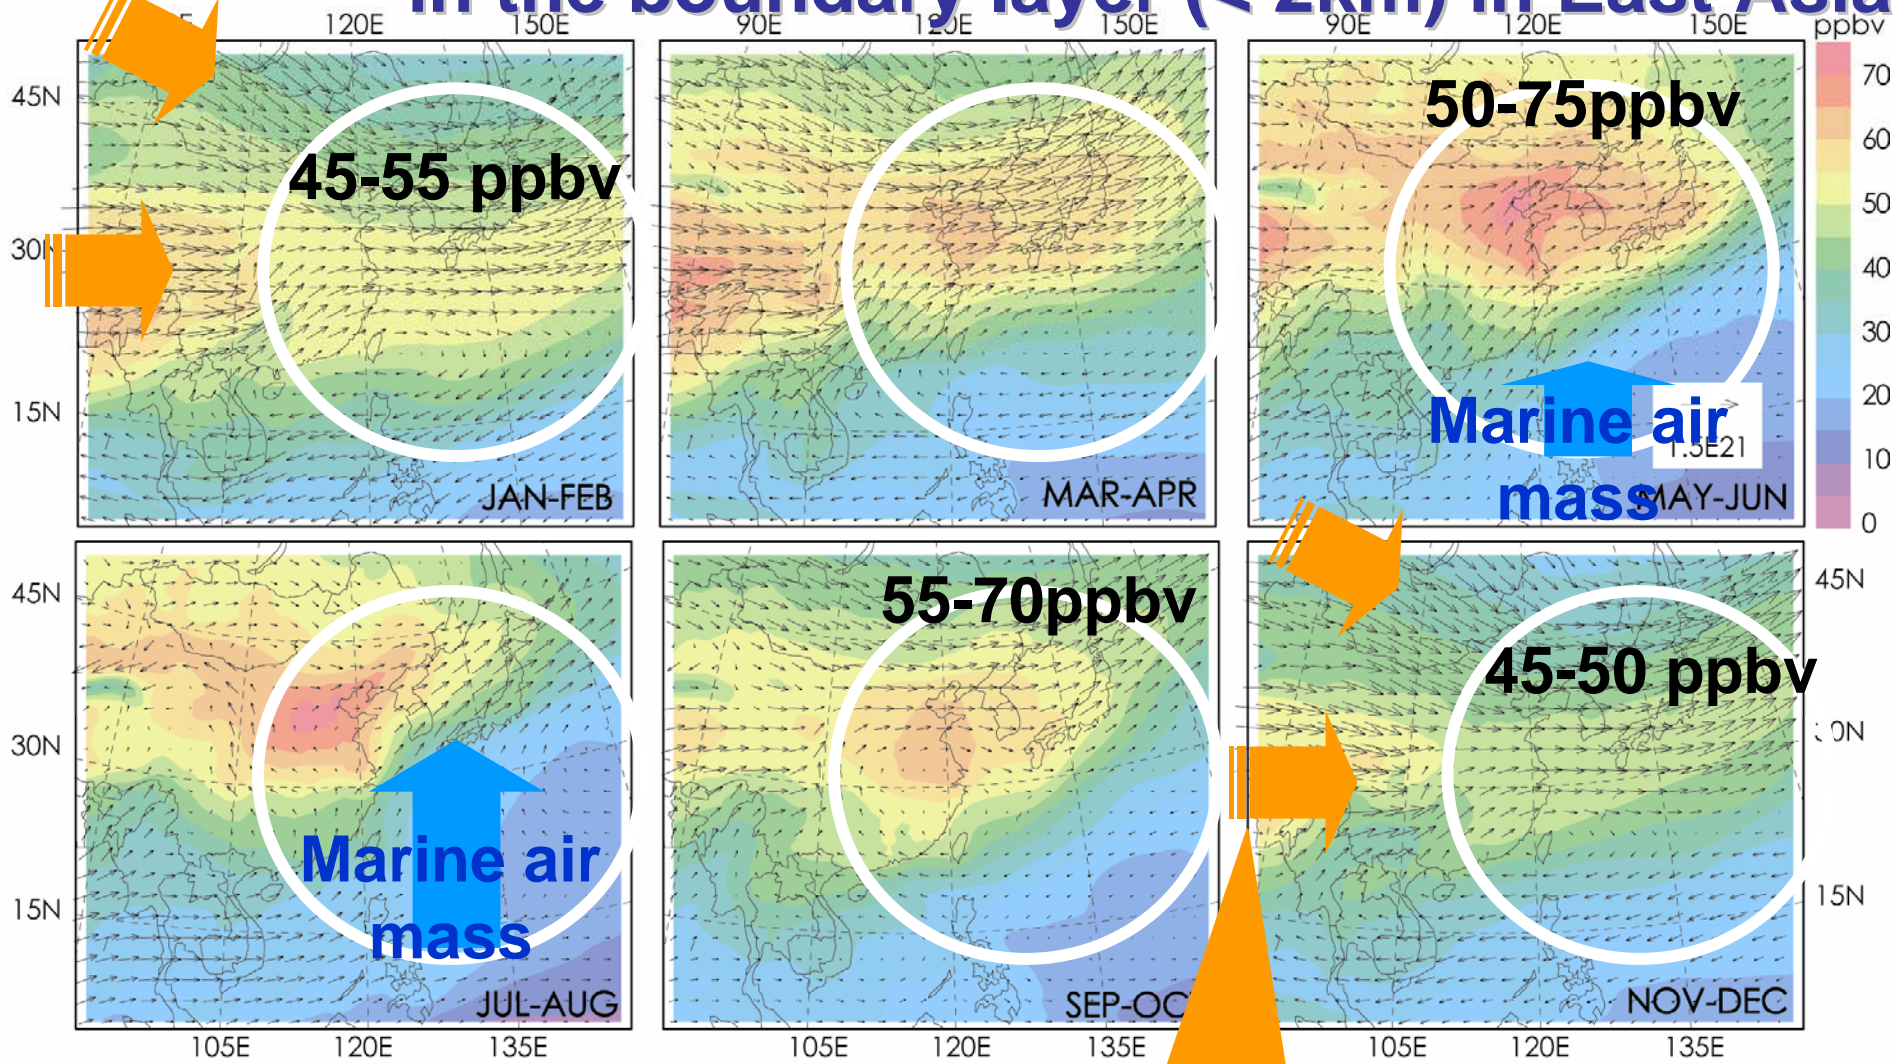 in the boundary layer (< 2km) in East Asia
120E 150E 90E 120E 150E 90E 120E 150E ppbv
45N
15N
45-55 ppbv
JAN-FEB
MAR-APR
50-75ppbv
Marine air
mass
1.5E21
MAY-JUN
70
60
50
40
30
20
10
0
45N
30N
15N
Marine air
mass
JUL-AUG
55-70ppbv
SEP-OC
45-50 ppbv
NOV-DEC
45N
15N
105E 120E 135E 105E 120E 135E 105E 120E 135E